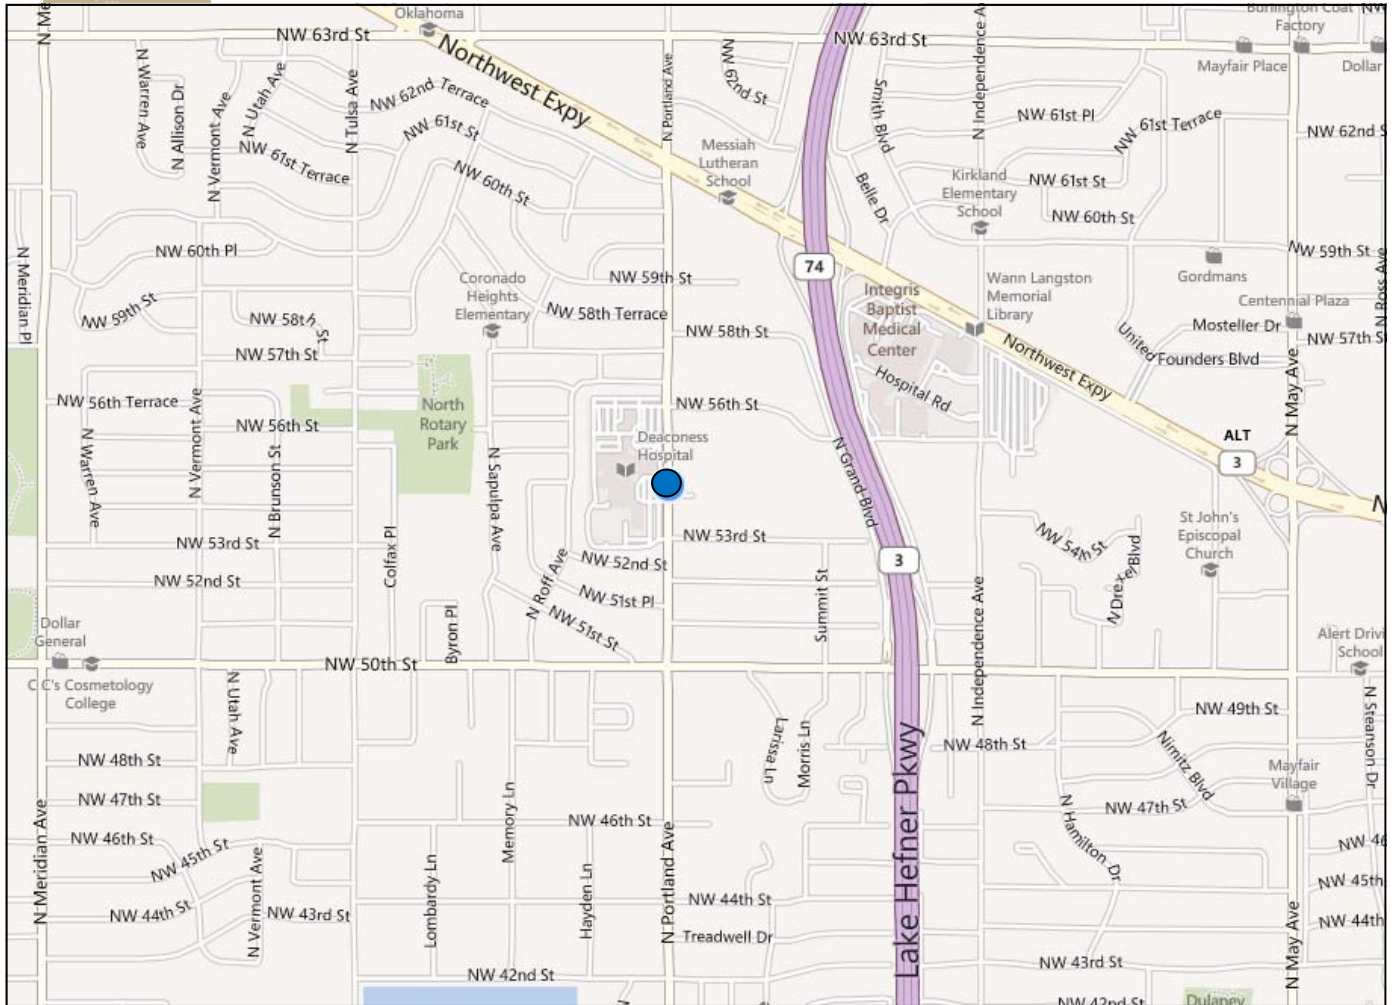 Oklahoma
Burlington Coat
Factory
N Me
NW 63rd St
NW 63rd St
Northwest Expy
Mayfair Place
Dollar
N Warren Ave
N Allison Dr
N Vermont Ave
N Utah Ave
N Tulsa Ave
NW 62nd Terrace
NW 61st St
NW 61st Terrace
NW 60th St
N Portland Ave
NW 62nd St
Messiah
Lutheran
School
Smith Blvd
Belle Dr
N Independence A
NW 61st Pl
NW 61st Terrace
NW 62nd S
Kirkland
Elementary
School
NW 61st St
NW 60th St
NW 59th St
N Ross Ave
N Meridian Pl
NW 60th Pl
NW 59th St
NW 58th St
NW 57th St
Coronado
Heights
Elementary
NW 59th St
NW 58th Terrace
NW 58th St
74
Integris
Baptist
Medical
Center
Hospital Rd
Wann Langston
Memorial
Library
Northwest Expy
Gordmans
Centennial Plaza
Mosteller Dr
United Founders Blvd
NW 57th S
N May Ave
NW 56th Terrace
NW 56th St
N Warren Ave
N Vermont Ave
N Brunson St
North
Rotary
Park
N Sapulpa Ave
NW 56th St
Deaconess
Hospital
N Grand Blvd
ALT
3
N
St John's
Episcopal
Church
NW 53rd St
NW 52nd St
Colfax Pl
N Roff Ave
NW 53rd St
NW 52nd St
NW 51st Pl
NW 51st St
Summit St
3
NW 54th St
N Drexel Blvd
N Independence Ave
Dollar
General
C C's Cosmetology
College
Byron Pl
NW 50th St
Alert Drivi
School
N Utah Ave
Larissa Ln
Morris Ln
NW 49th St
NW 48th St
Nimitz Blvd
N Steanson Dr
NW 48th St
NW 47th St
NW 46th St
NW 45th St
NW 44th St
NW 43rd St
N Meridian Ave
N Vermont Ave
Lombardy Ln
Memory Ln
Hayden Ln
NW 46th St
N Portland Ave
NW 44th St
Treadwell Dr
NW 42nd St
Lake Hefner Pkwy
Mayfair
Village
NW 47th St
N Hamilton Dr
NW 46
NW 45th
NW 44th
N May Ave
NW 43rd St
NW 42nd St
Dulaney